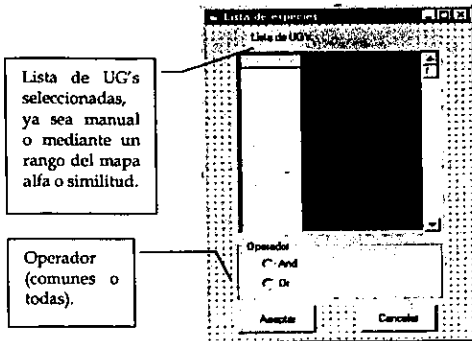 Lista de especies
Lista de UG's
Lista de UG's
seleccionadas,
ya sea manual
o mediante un
rango del mapa
alfa o similitud.
Operador
(comunes o
todas).
Operador
And
Or
Aceptar
Cancelar